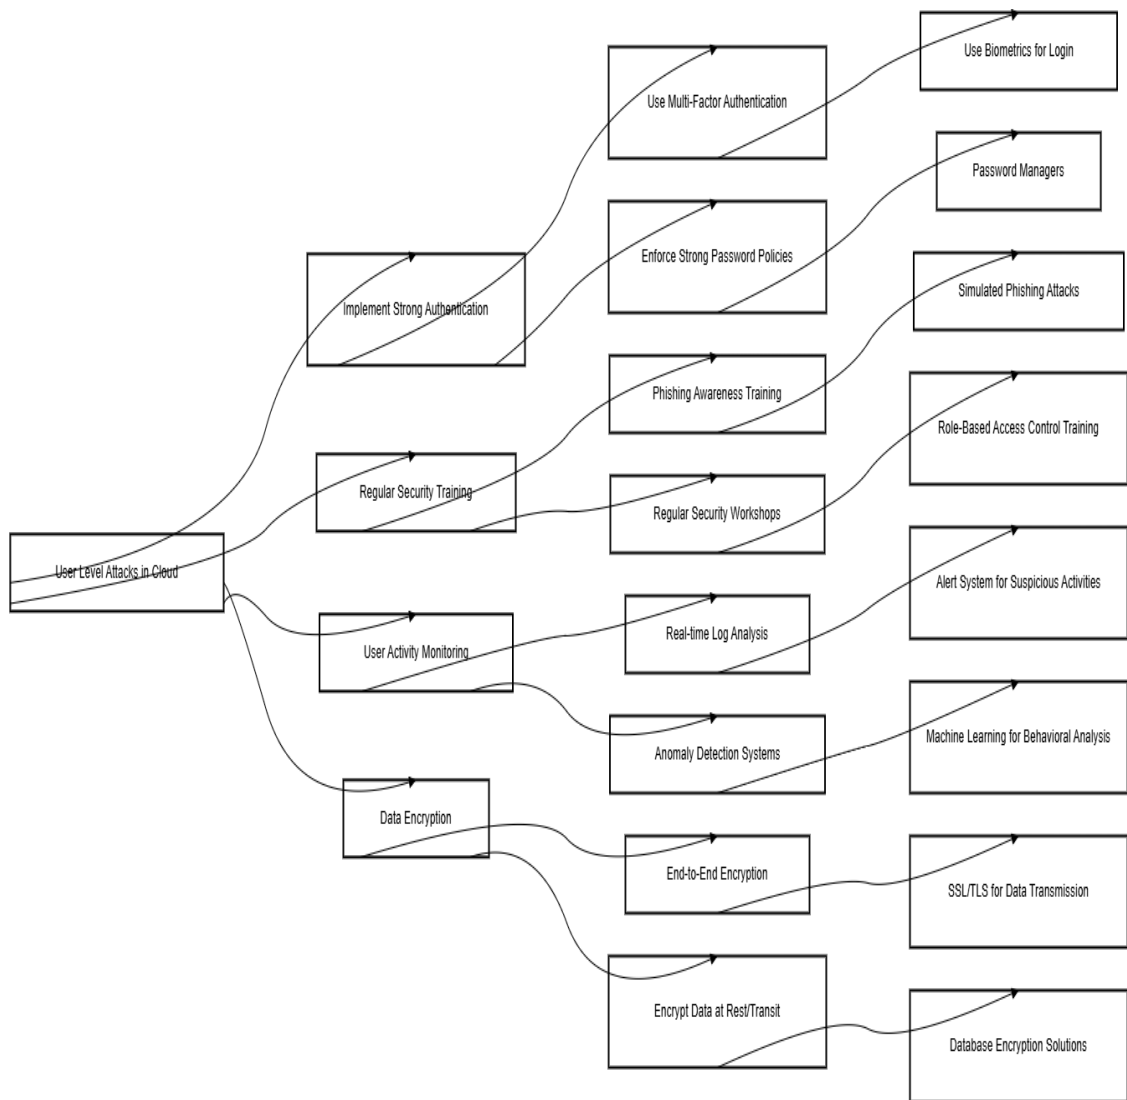 User Level Attacks in Cloud
Implement Strong Authentication
Regular Security Training
User Activity Monitoring
Data Encryption
Use Multi-Factor Authentication
Enforce Strong Password Policies
Phishing Awareness Training
Regular Security Workshops
Real-time Log Analysis
Anomaly Detection Systems
End-to-End Encryption
Encrypt Data at Rest/Transit
Use Biometrics for Login
Password Managers
Simulated Phishing Attacks
Role-Based Access Control Training
Alert System for Suspicious Activities
Machine Learning for Behavioral Analysis
SSL/TLS for Data Transmission
Database Encryption Solutions